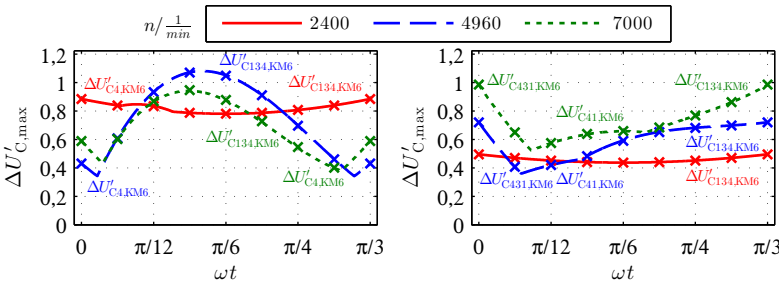 n/ 1/min 2400 4960 7000
1,2 1 0,8 0,6 0,4 0,2 0
ΔU′C,max
ΔU′C4,KM6 ΔU′C134,KM6 ΔU′C134,KM6
ΔU′C134,KM6
ΔU′C4,KM6 ΔU′C4,KM6
0 π/12 π/6 π/4 π/3
ωt
1,2 1 0,8 0,6 0,4 0,2 0
ΔU′C,max
ΔU′C431,KM6 ΔU′C134,KM6
ΔU′C41,KM6
ΔU′C134,KM6
ΔU′C431,KM6 ΔU′C41,KM6 ΔU′C134,KM6
0 π/12 π/6 π/4 π/3
ωt